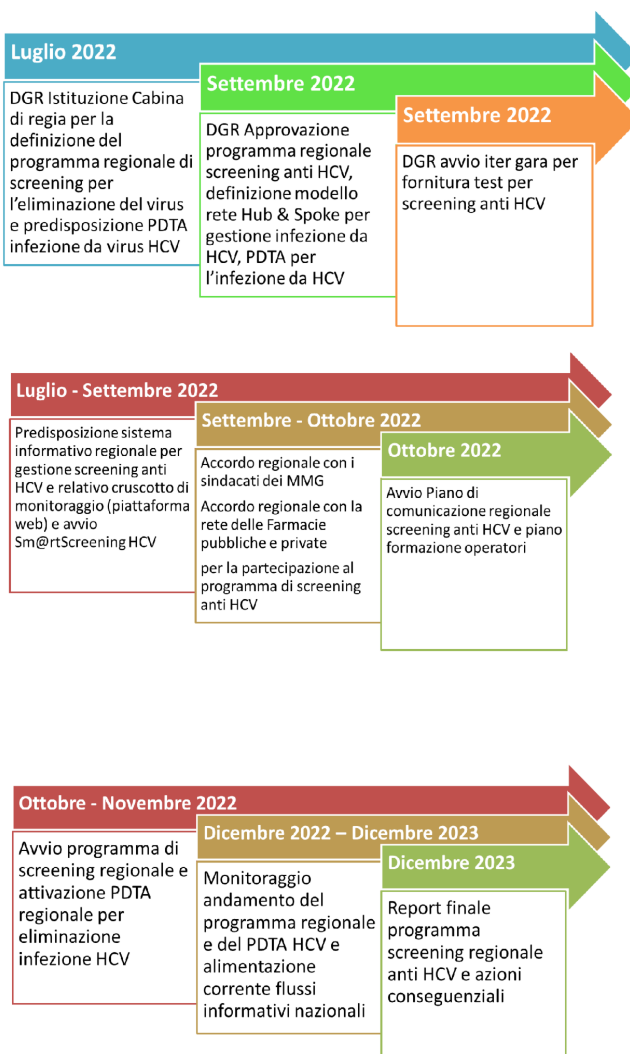 Luglio 2022
DGR Istituzione Cabina
di regia per la
definizione del
programma regionale di
screening per
l'eliminazione del virus
e predisposizione PDTA
infezione da virus HCV
Settembre 2022
DGR Approvazione
programma regionale
screening anti HCV,
definizione modello
rete Hub & Spoke per
gestione infezione da
HCV, PDTA per
l'infezione da HCV
Settembre 2022
DGR avvio iter gara per
fornitura test per
screening anti HCV
Luglio - Settembre 2022
Predisposizione sistema
informativo regionale per
gestione screening anti
HCV e relativo cruscotto di
monitoraggio (piattaforma
web) e avvio
Sm@rtScreening HCV
Settembre - Ottobre 2022
Accordo regionale con i
sindacati dei MMG
Accordo regionale con la
rete delle Farmacie
pubbliche e private
per la partecipazione al
programma di screening
anti HCV
Ottobre 2022
Avvio Piano di
comunicazione regionale
screening anti HCV e piano
formazione operatori
Ottobre - Novembre 2022
Avvio programma di
screening regionale e
attivazione PDTA
regionale per
eliminazione
infezione HCV
Dicembre 2022 – Dicembre 2023
Monitoraggio
andamento del
programma regionale
e del PDTA HCV e
alimentazione
corrente flussi
informativi nazionali
Dicembre 2023
Report finale
programma
screening regionale
anti HCV e azioni
conseguenziali